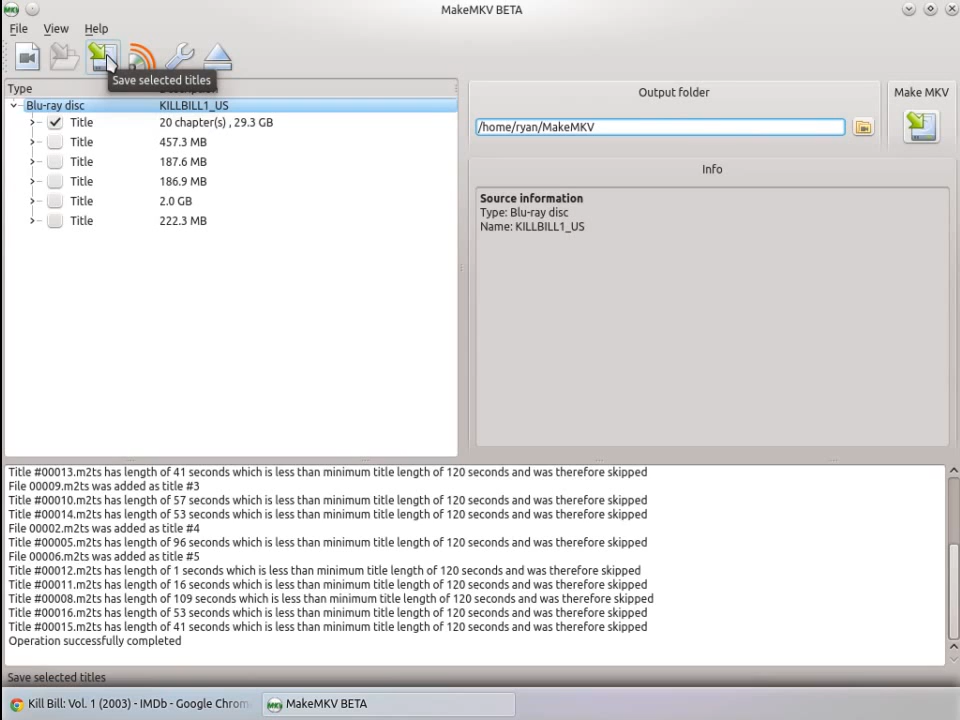 MakeMKV BETA
File View Help
Save selected titles
Type
Blu-ray disc KILLBILL1_US
Title 20 chapter(s) , 29.3 GB
Title 457.3 MB
Title 187.6 MB
Title 186.9 MB
Title 2.0 GB
Title 222.3 MB
Output folder
/home/ryan/MakeMKV
Make MKV
Info
Source information
Type: Blu-ray disc
Name: KILLBILL1_US
Title #00013.m2ts has length of 41 seconds which is less than minimum title length of 120 seconds and was therefore skipped
File 00009.m2ts was added as title #3
Title #00010.m2ts has length of 57 seconds which is less than minimum title length of 120 seconds and was therefore skipped
Title #00014.m2ts has length of 53 seconds which is less than minimum title length of 120 seconds and was therefore skipped
File 00002.m2ts was added as title #4
Title #00005.m2ts has length of 96 seconds which is less than minimum title length of 120 seconds and was therefore skipped
File 00006.m2ts was added as title #5
Title #00012.m2ts has length of 1 seconds which is less than minimum title length of 120 seconds and was therefore skipped
Title #00011.m2ts has length of 16 seconds which is less than minimum title length of 120 seconds and was therefore skipped
Title #00008.m2ts has length of 109 seconds which is less than minimum title length of 120 seconds and was therefore skipped
Title #00016.m2ts has length of 53 seconds which is less than minimum title length of 120 seconds and was therefore skipped
Title #00015.m2ts has length of 41 seconds which is less than minimum title length of 120 seconds and was therefore skipped
Operation successfully completed
Save selected titles
Kill Bill: Vol. 1 (2003) - IMDb - Google Chrom
MakeMKV BETA